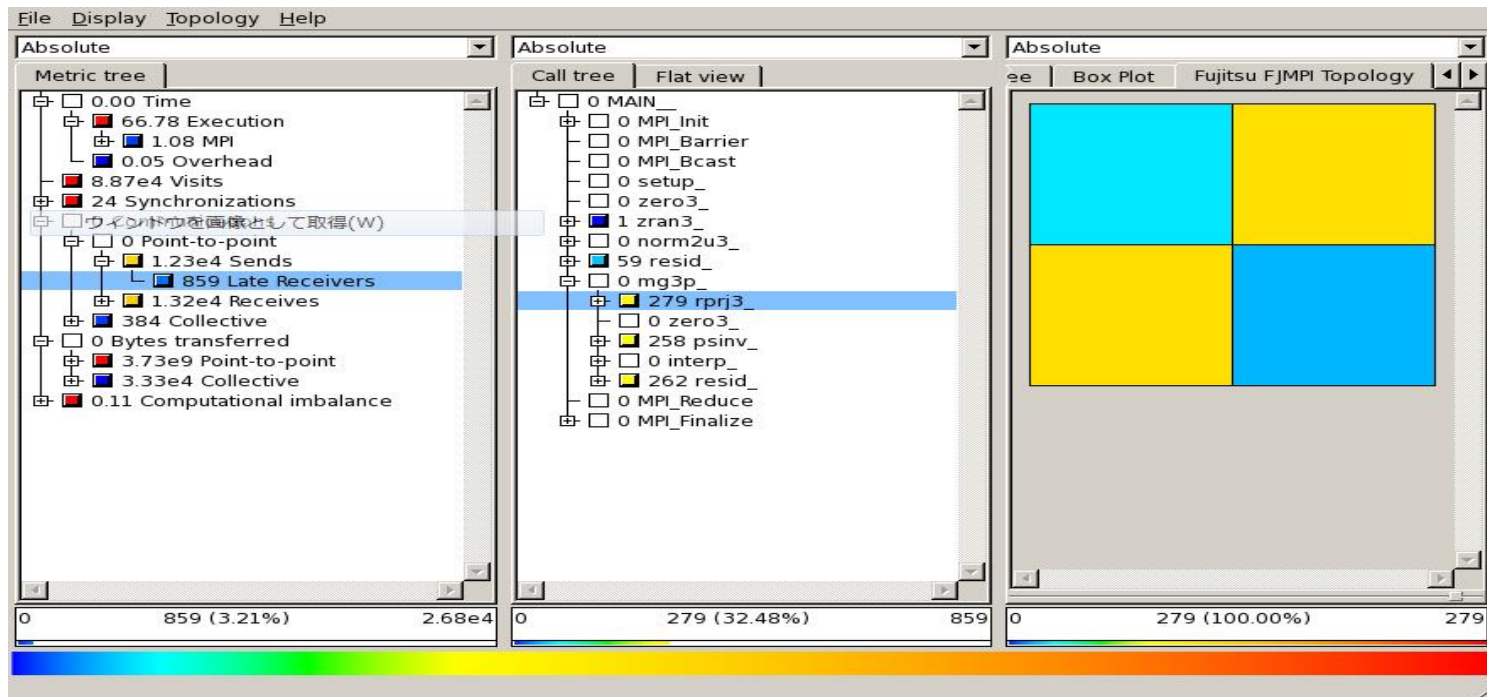 File Display Topology Help
Absolute
Absolute
Absolute
Metric tree
Call tree Flat view
ee Box Plot Fujitsu FJMPI Topology
0.00 Time
66.78 Execution
1.08 MPI
0.05 Overhead
8.87e4 Visits
24 Synchronizations
ウィンドウを画像として取得(W)
0 Point-to-point
1.23e4 Sends
859 Late Receivers
1.32e4 Receives
384 Collective
0 Bytes transferred
3.73e9 Point-to-point
3.33e4 Collective
0.11 Computational imbalance
0 MAIN__
0 MPI_Init
0 MPI_Barrier
0 MPI_Bcast
0 setup_
0 zero3_
1 zran3_
0 norm2u3_
59 resid_
0 mg3p_
279 rprj3_
0 zero3_
258 psinv_
0 interp_
262 resid_
0 MPI_Reduce
0 MPI_Finalize
0 859 (3.21%) 2.68e4
0 279 (32.48%) 859
0 279 (100.00%) 279